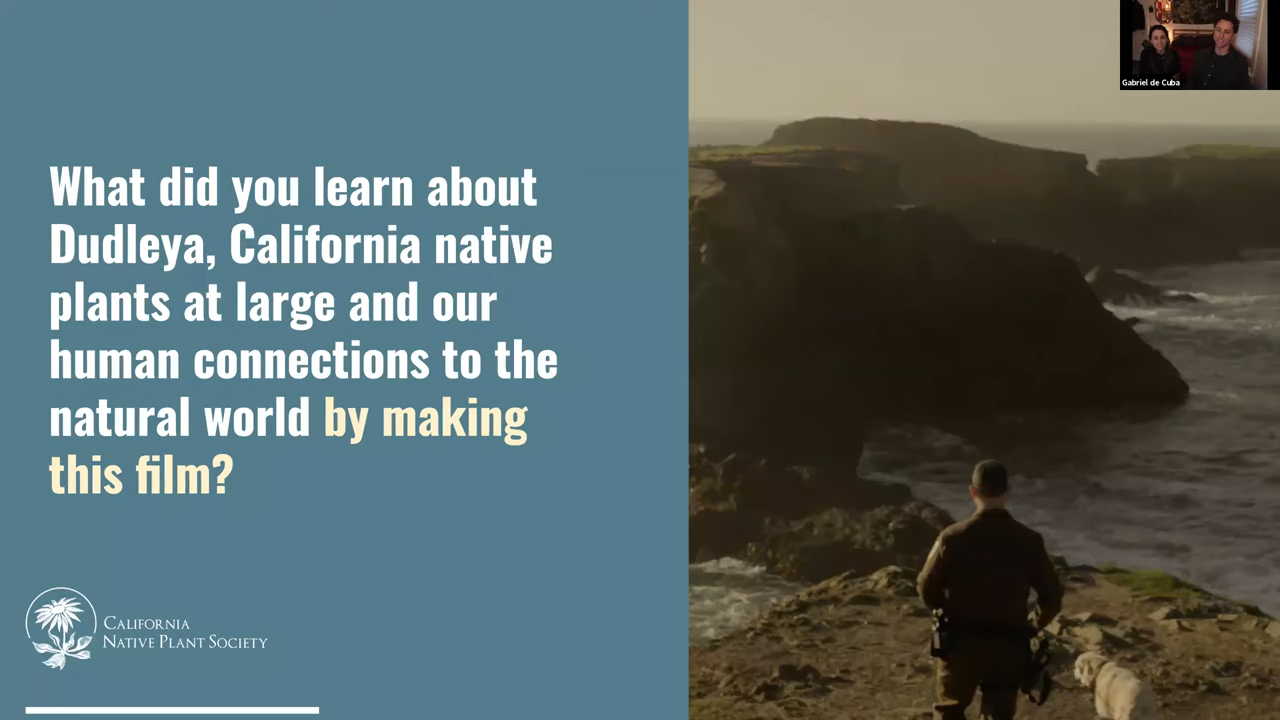 Gabriel de Cuba
What did you learn about
Dudleya, California native
plants at large and our
human connections to the
natural world by making
this film?
California
Native Plant Society